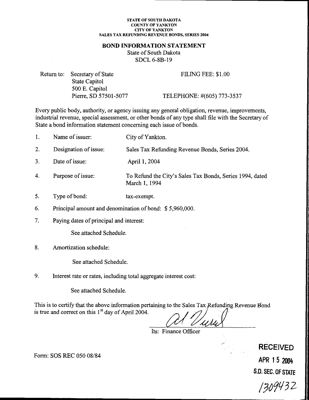 STATE OF SOUTH DAKOTA
COUNTY OF YANKTON
CITY OF YANKTON
SALES TAX REFUNDING REVENUE BONDS, SERIES 2004
BOND INFORMATION STATEMENT
State of South Dakota
SDCL 6-8B-19
Return to: Secretary of State FILING FEE: $1.00
State Capitol
500 E. Capitol
Pierre, SD 57501-5077 TELEPHONE: #(605) 773-3537
Every public body, authority, or agency issuing any general obligation, revenue, improvements,
industrial revenue, special assessment, or other bonds of any type shall file with the Secretary of
State a bond information statement concerning each issue of bonds.
1. Name of issuer: City of Yankton.
2. Designation of issue: Sales Tax Refunding Revenue Bonds, Series 2004.
3. Date of issue: April 1, 2004
4. Purpose of issue: To Refund the City's Sales Tax Bonds, Series 1994, dated
March 1, 1994
5. Type of bond: tax-exempt.
6. Principal amount and denomination of bond: $ 5,960,000.
7. Paying dates of principal and interest:
See attached Schedule.
8. Amortization schedule:
See attached Schedule.
9. Interest rate or rates, including total aggregate interest cost:
See attached Schedule.
This is to certify that the above information pertaining to the Sales Tax Refunding Revenue Bond
is true and correct on this 1st day of April 2004.
Its: Finance Officer
RECEIVED
Form: SOS REC 050 08/84
APR 15 2004
S.D. SEC. OF STATE
1309432